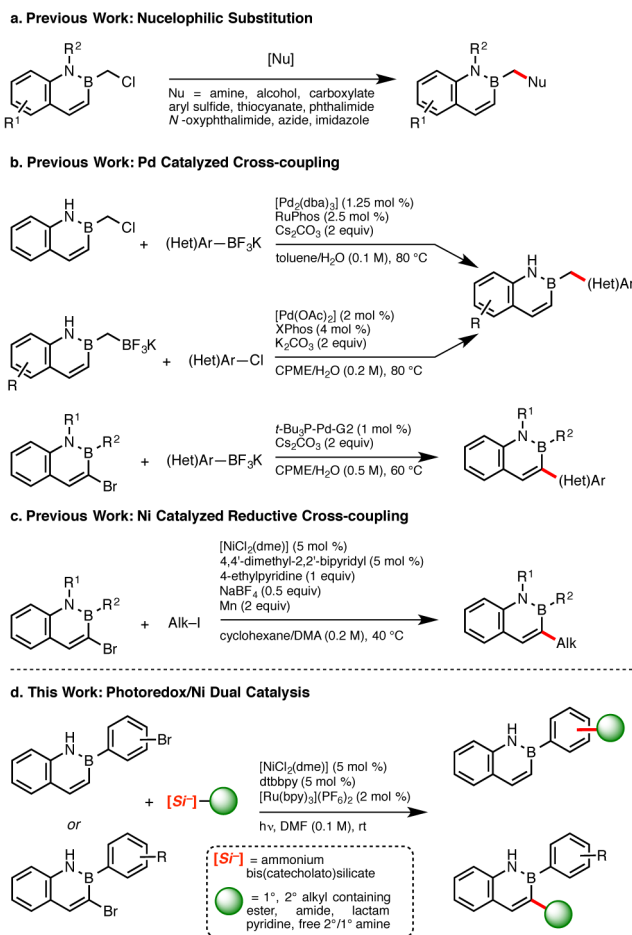 a. Previous Work: Nucelophilic Substitution
R2
N
B
Cl
R1
[Nu]
Nu = amine, alcohol, carboxylate
aryl sulfide, thiocyanate, phthalimide
N-oxyphthalimide, azide, imidazole
R2
N
B
Nu
R1
b. Previous Work: Pd Catalyzed Cross-coupling
H
N
B
Cl
+
(Het)Ar—BF3K
[Pd2(dba)3] (1.25 mol %)
RuPhos (2.5 mol %)
Cs2CO3 (2 equiv)
toluene/H2O (0.1 M), 80 °C
H
N
B
(Het)Ar
R
H
N
B
BF3K
R
+
(Het)Ar—Cl
[Pd(OAc)2] (2 mol %)
XPhos (4 mol %)
K2CO3 (2 equiv)
CPME/H2O (0.2 M), 80 °C
R1
N
B
R2
Br
+
(Het)Ar—BF3K
t-Bu3P-Pd-G2 (1 mol %)
Cs2CO3 (2 equiv)
CPME/H2O (0.5 M), 60 °C
R1
N
B
R2
(Het)Ar
c. Previous Work: Ni Catalyzed Reductive Cross-coupling
R1
N
B
R2
Br
+
Alk–I
[NiCl2(dme)] (5 mol %)
4,4'-dimethyl-2,2'-bipyridyl (5 mol %)
4-ethylpyridine (1 equiv)
NaBF4 (0.5 equiv)
Mn (2 equiv)
cyclohexane/DMA (0.2 M), 40 °C
R1
N
B
R2
Alk
d. This Work: Photoredox/Ni Dual Catalysis
H
N
B
Br
or
H
N
B
R
Br
+
[Si–]
[NiCl2(dme)] (5 mol %)
dtbbpy (5 mol %)
[Ru(bpy)3](PF6)2 (2 mol %)
hν, DMF (0.1 M), rt
[Si–] = ammonium
bis(catecholato)silicate
= 1°, 2° alkyl containing
ester, amide, lactam
pyridine, free 2°/1° amine
H
N
B
H
N
B
R